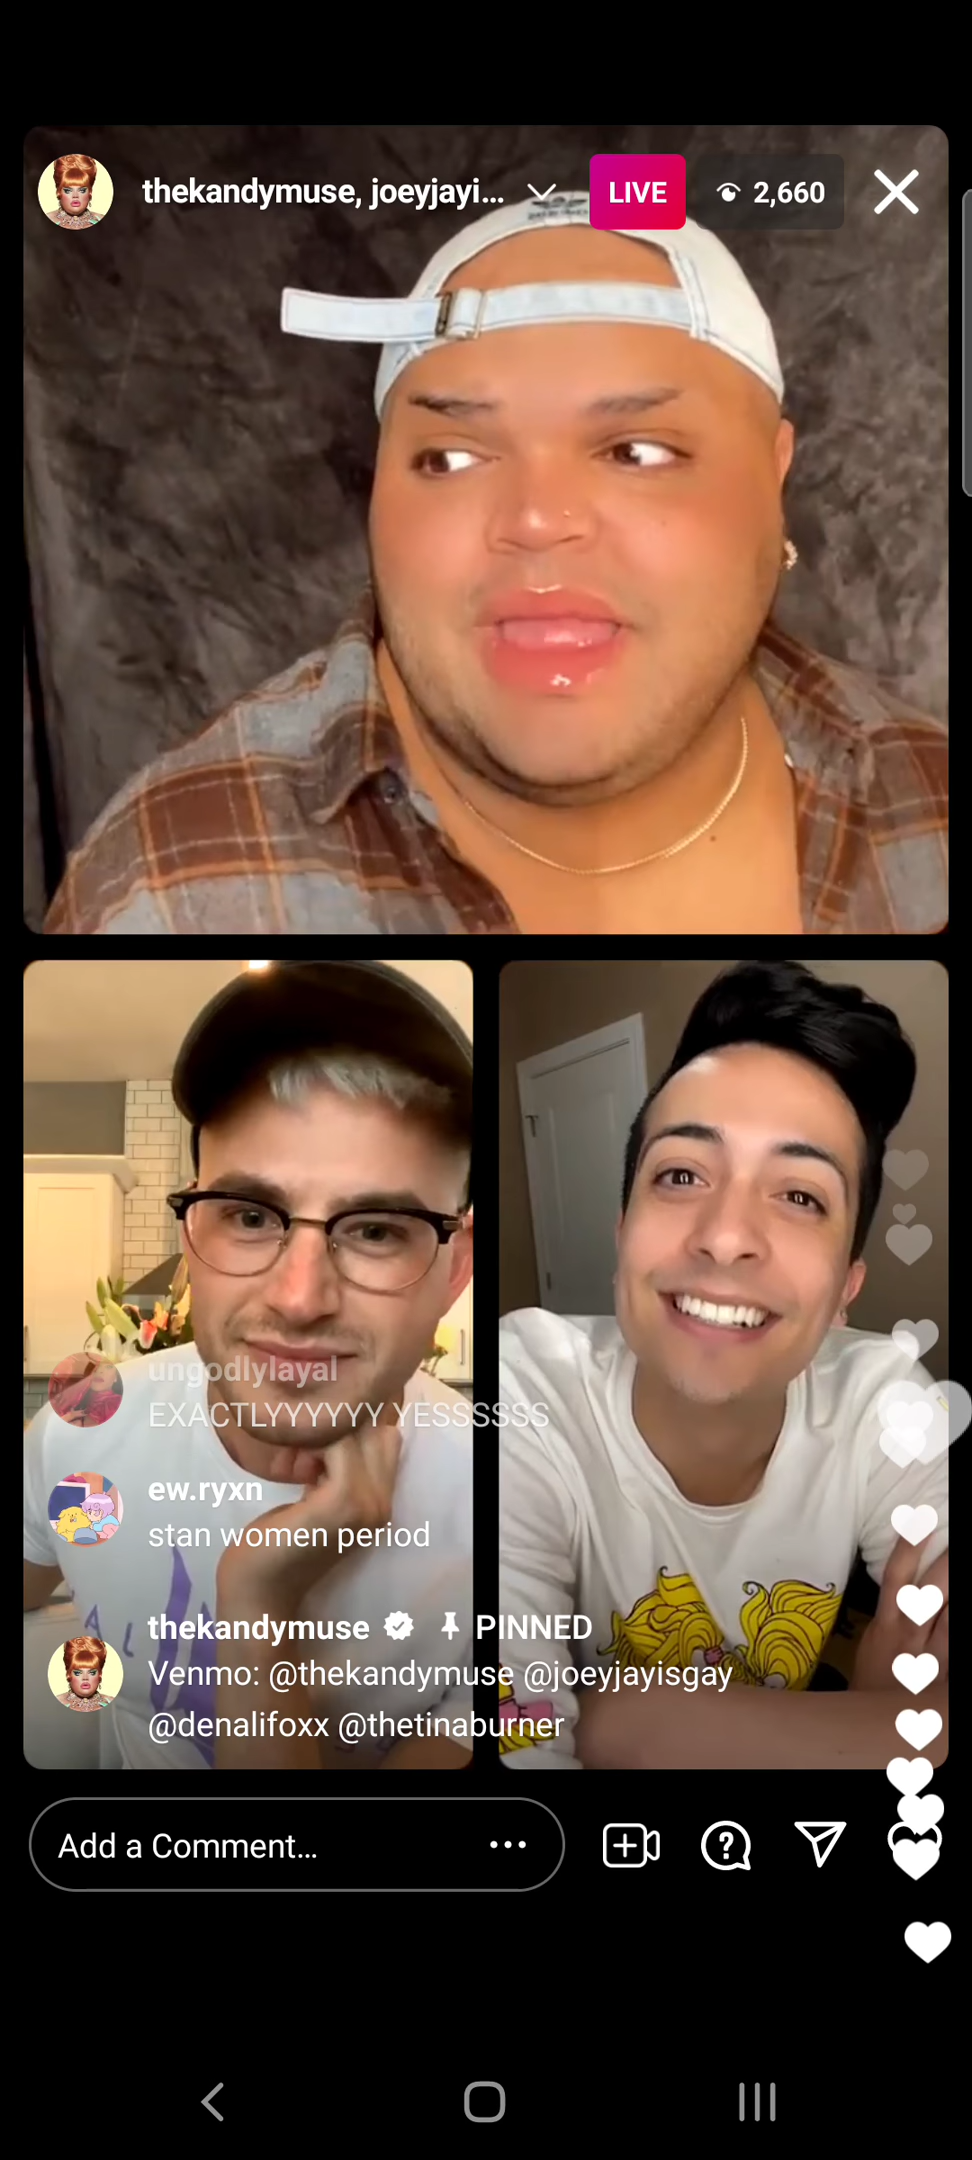 thekandymuse, joeyjayi...
LIVE
2,660
ungodlylayal
EXACTLYYYYYY YESSSSSS
ew.ryxn
stan women period
thekandymuse PINNED
Venmo: @thekandymuse @joeyjayisgay
@denalifoxx @thetinaburner
Add a Comment...